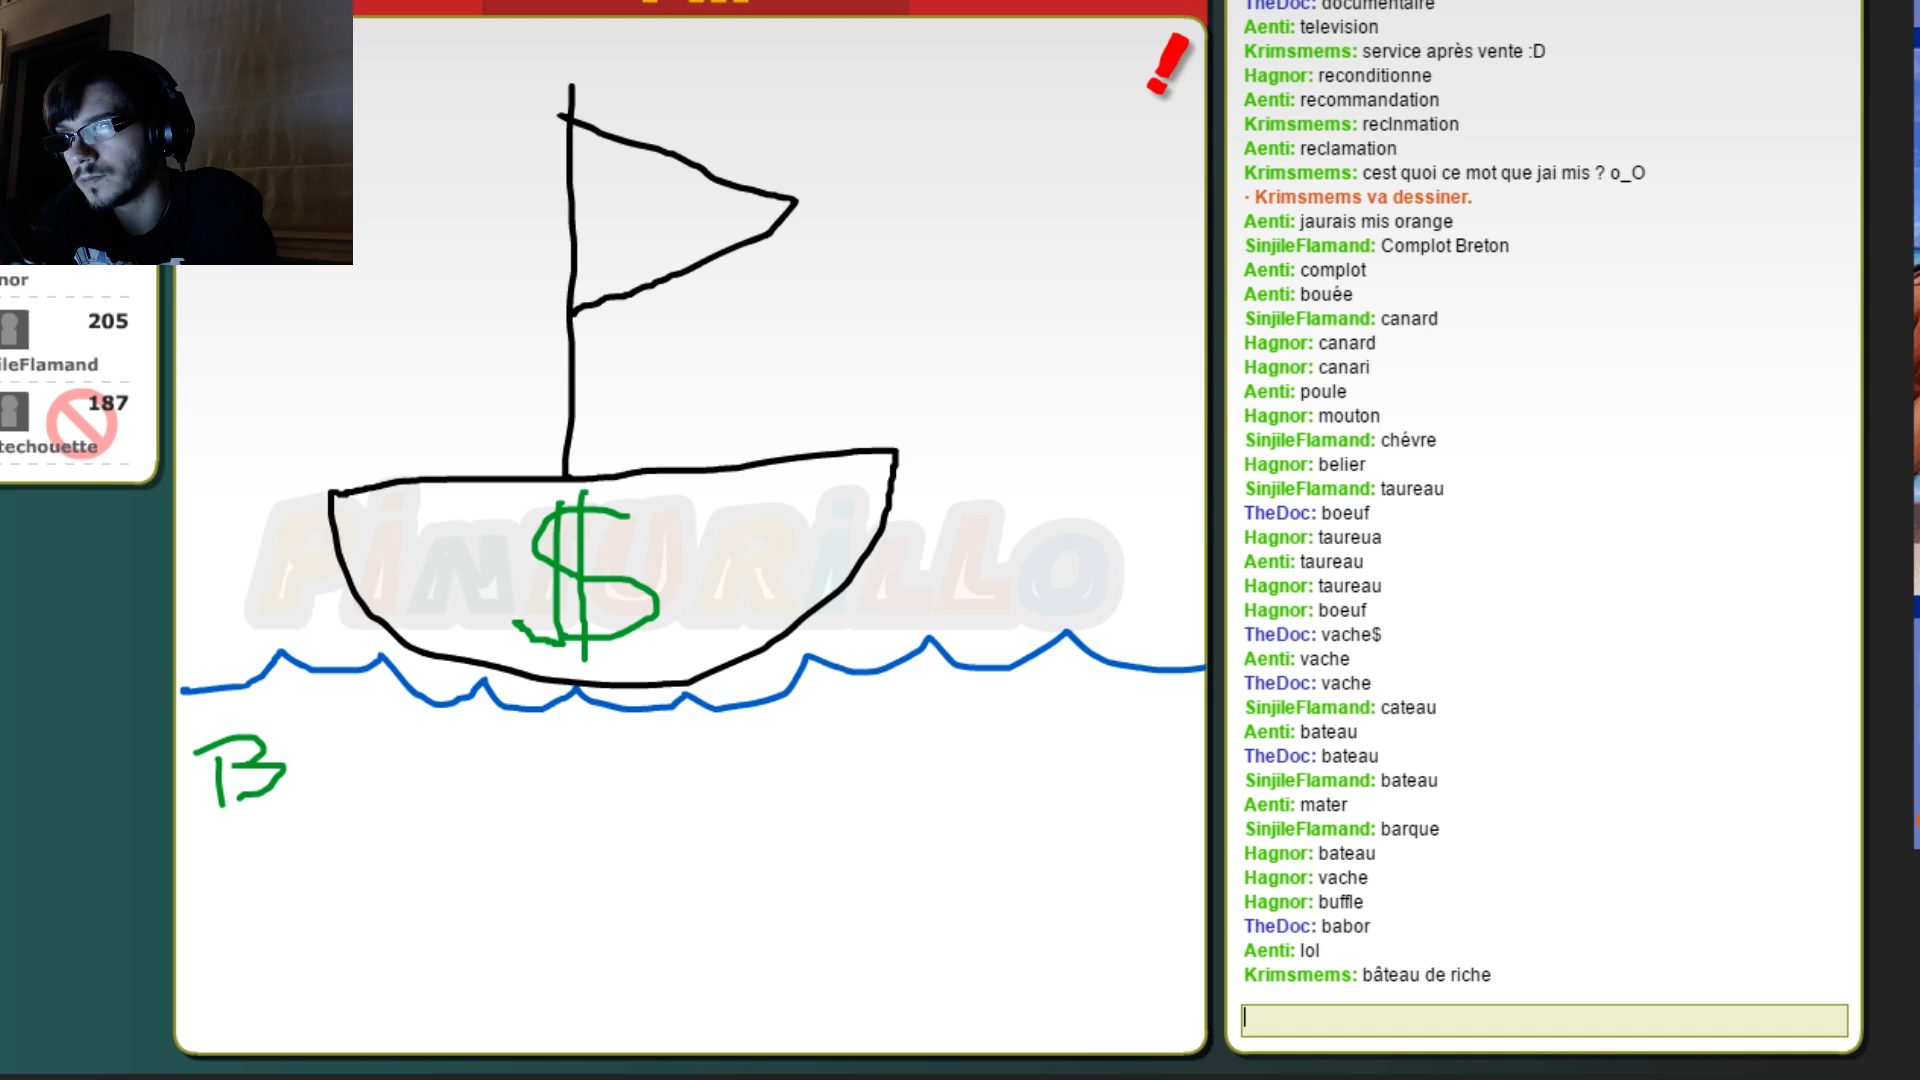 TheDoc: documentaire
Aenti: television
Krimsmems: service après vente :D
Hagnor: reconditionne
Aenti: recommandation
Krimsmems: reclnmation
Aenti: reclamation
Krimsmems: cest quoi ce mot que jai mis ? o_O
· Krimsmems va dessiner.
Aenti: jaurais mis orange
SinjileFlamand: Complot Breton
Aenti: complot
Aenti: bouée
SinjileFlamand: canard
Hagnor: canard
Hagnor: canari
Aenti: poule
Hagnor: mouton
SinjileFlamand: chévre
Hagnor: belier
SinjileFlamand: taureau
TheDoc: boeuf
Hagnor: taureua
Aenti: taureau
Hagnor: taureau
Hagnor: boeuf
TheDoc: vache$
Aenti: vache
TheDoc: vache
SinjileFlamand: cateau
Aenti: bateau
TheDoc: bateau
SinjileFlamand: bateau
Aenti: mater
SinjileFlamand: barque
Hagnor: bateau
Hagnor: vache
Hagnor: buffle
TheDoc: babor
Aenti: lol
Krimsmems: bâteau de riche
nor
205
ileFlamand
187
techouette
!
PiNTURiLLO
$
B